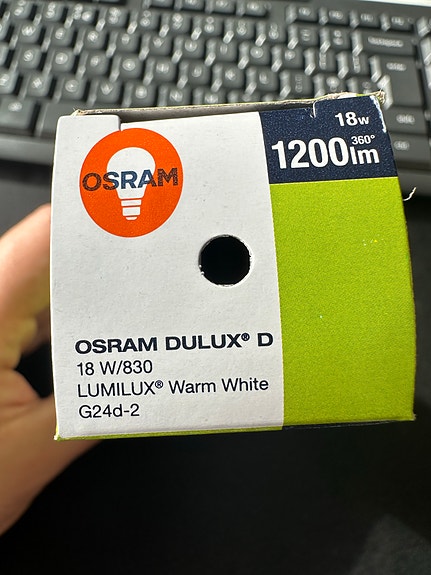 18w
360°
1200lm
OSRAM
OSRAM DULUX® D
18 W/830
LUMILUX® Warm White
G24d-2